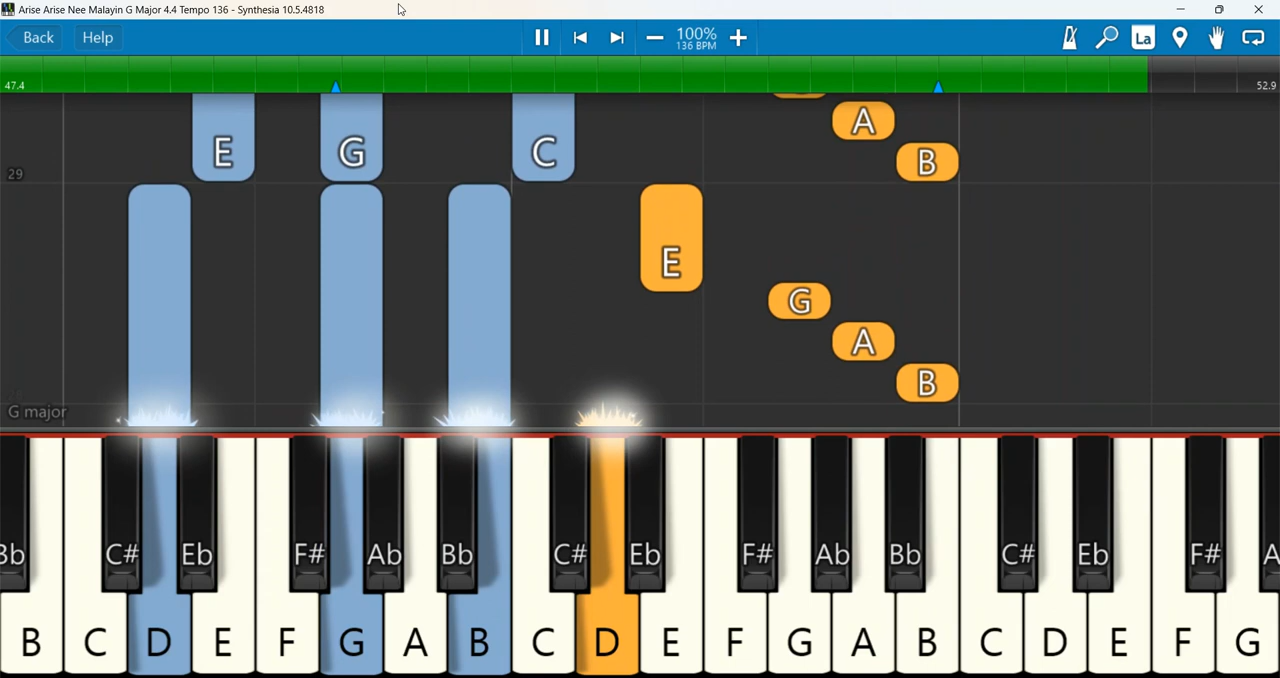 Arise Arise Nee Malayin G Major 4.4 Tempo 136 - Synthesia 10.5.4818
Back Help 100% La
136 BPM
47.4 52.9
A
E G C B
29
E
G
A
B
G major
Bb C# Eb F# Ab Bb C# Eb F# Ab Bb C# Eb F# A
B C D E F G A B C D E F G A B C D E F G